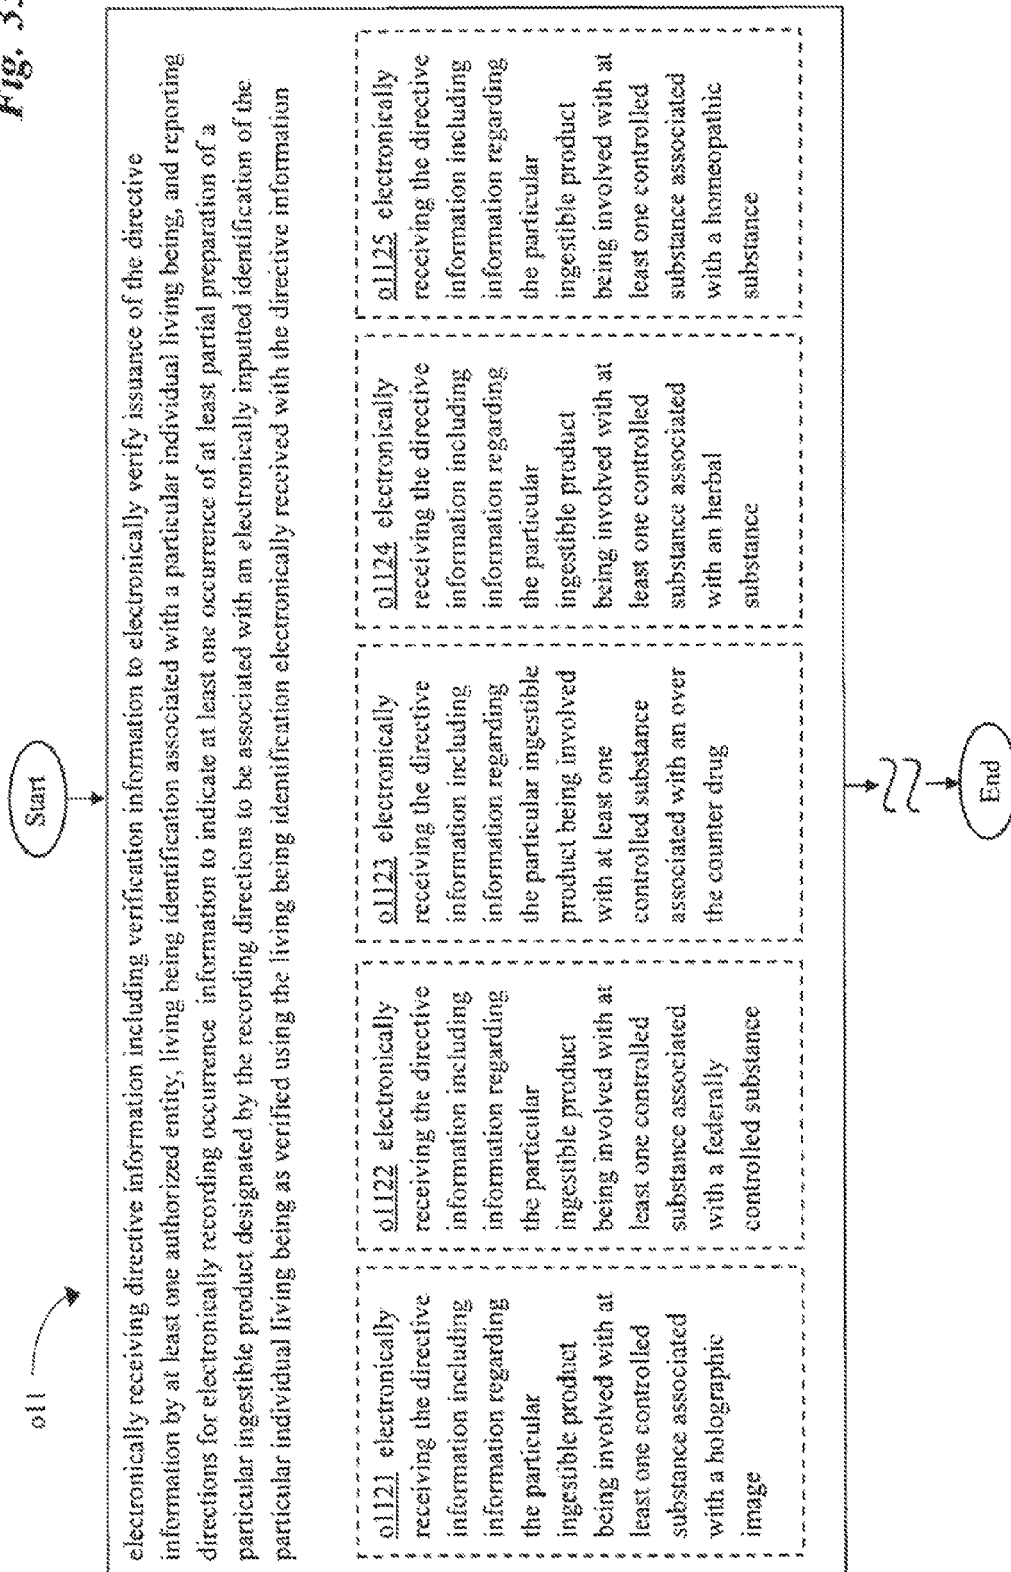 Fig. 3
o11
Start
electronically receiving directive information including verification information to electronically verify issuance of the directive
information by at least one authorized entity, living being identification associated with a particular individual living being, and reporting
directions for electronically recording occurrence information to indicate at least one occurrence of at least partial preparation of a
particular ingestible product designated by the recording directions to be associated with an electronically inputted identification of the
particular individual living being as verified using the living being identification electronically received with the directive information
o1121 electronically
receiving the directive
information including
information regarding
the particular
ingestible product
being involved with at
least one controlled
substance associated
with a holographic
image
o1122 electronically
receiving the directive
information including
information regarding
the particular
ingestible product
being involved with at
least one controlled
substance associated
with a federally
controlled substance
o1123 electronically
receiving the directive
information including
information regarding
the particular ingestible
product being involved
with at least one
controlled substance
associated with an over
the counter drug
o1124 electronically
receiving the directive
information including
information regarding
the particular
ingestible product
being involved with at
least one controlled
substance associated
with an herbal
substance
o1125 electronically
receiving the directive
information including
information regarding
the particular
ingestible product
being involved with at
least one controlled
substance associated
with a homeopathic
substance
End